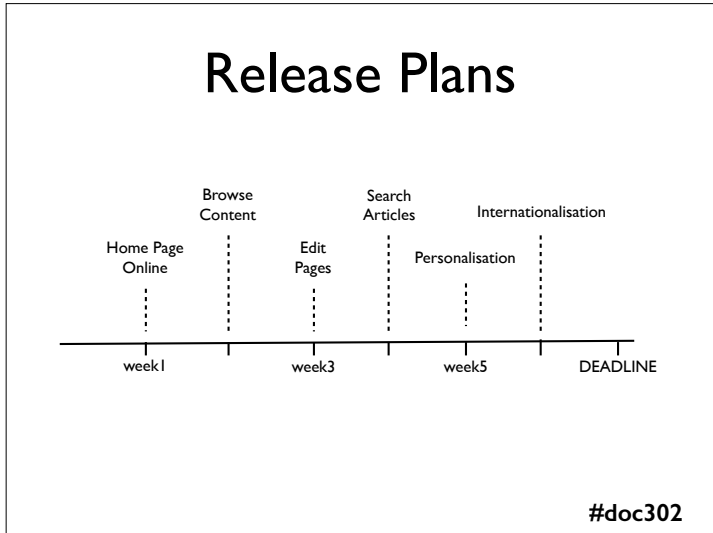 Release Plans
Browse
Content
Search
Articles
Internationalisation
Home Page
Online
Edit
Pages
Personalisation
week1
week3
week5
DEADLINE
#doc302